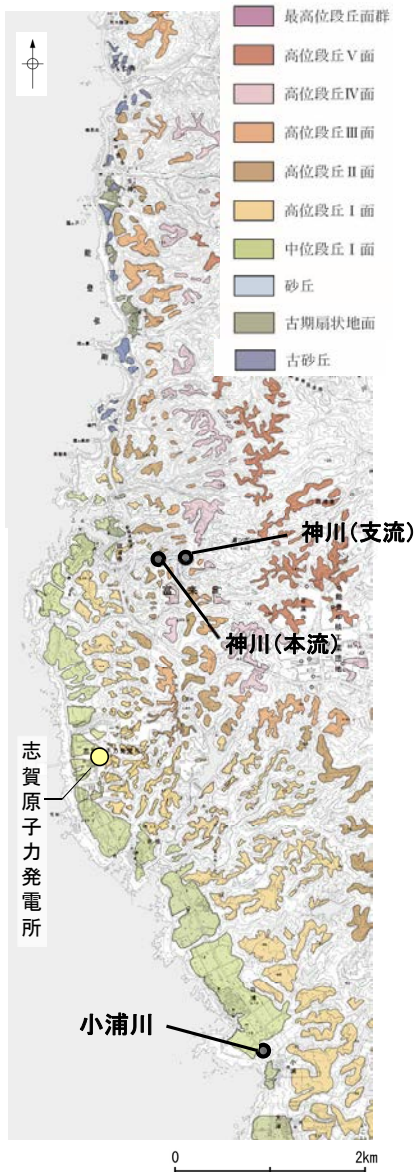 最高位段丘面群
高位段丘Ⅴ面
高位段丘Ⅳ面
高位段丘Ⅲ面
高位段丘Ⅱ面
高位段丘Ⅰ面
中位段丘Ⅰ面
砂丘
古期扇状地面
古砂丘
神川(支流)
神川(本流)
志賀原子力発電所
小浦川
0 2km